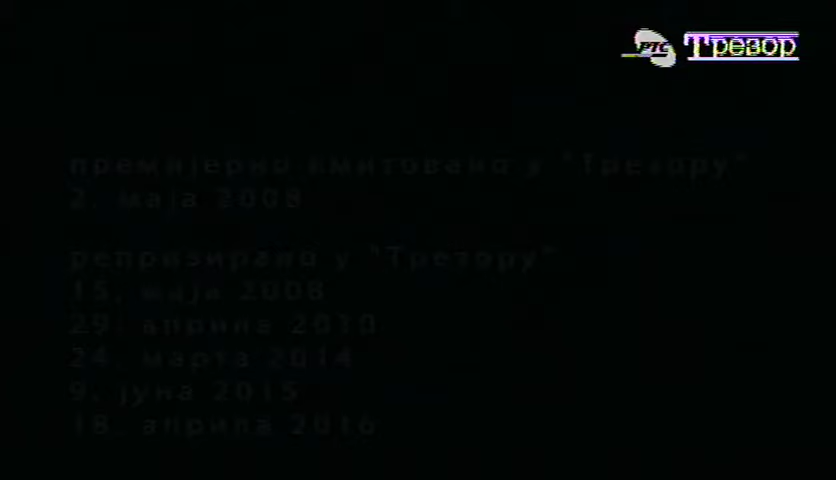 РТС Трезор
премијерно емитовано у "Трезору"
2. маја 2008
репризирано у "Трезору"
15. маја 2008
29. априла 2010
24. марта 2014
9. јуна 2015
18. априла 2016